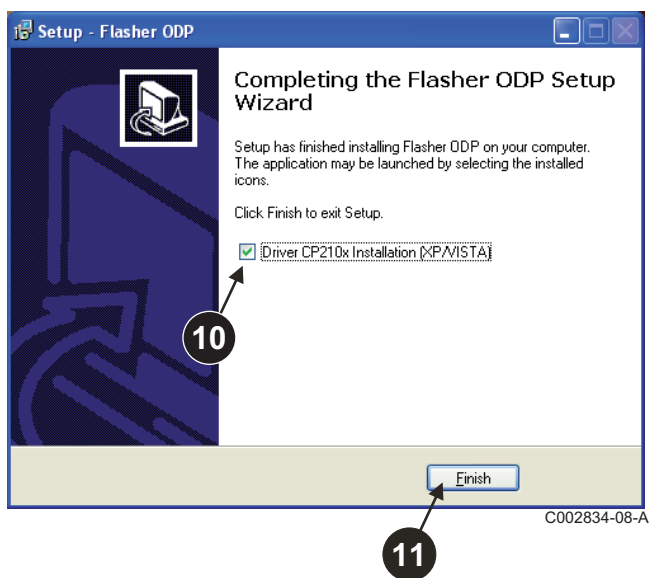 Setup - Flasher ODP
Completing the Flasher ODP Setup
Wizard
Setup has finished installing Flasher ODP on your computer.
The application may be launched by selecting the installed
icons.
Click Finish to exit Setup.
Driver CP210x Installation (XP/VISTA)
10
Finish
C002834-08-A
11